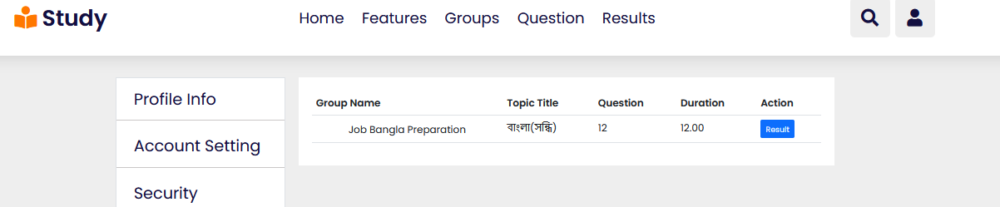 Study
Home Features Groups Question Results
Profile Info
Account Setting
Security
Group Name Topic Title Question Duration Action
Job Bangla Preparation বাংলা(সন্ধি) 12 12.00 Result